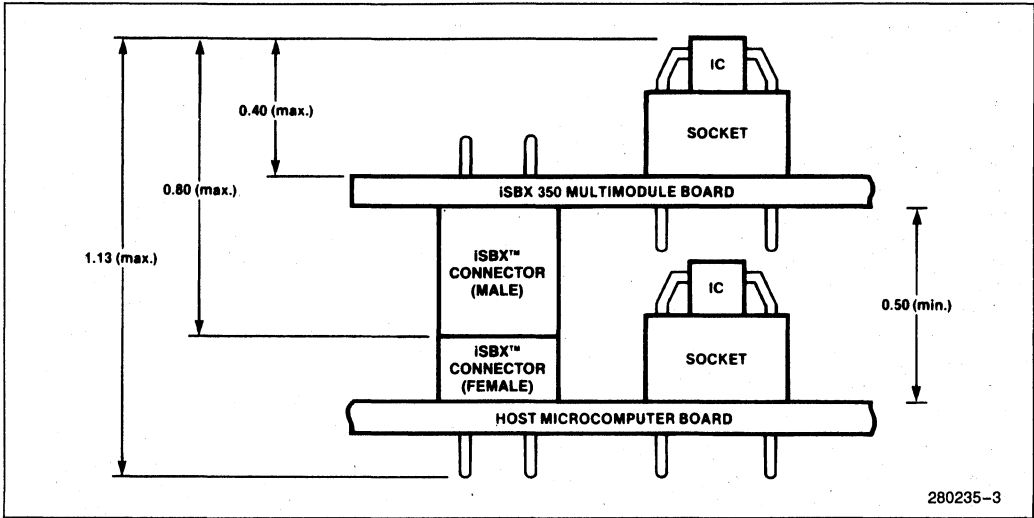 IC
0.40 (max.)
SOCKET
0.80 (max.)
iSBX 350 MULTIMODULE BOARD
1.13 (max.)
iSBX™
CONNECTOR
(MALE)
IC
0.50 (min.)
iSBX™
CONNECTOR
(FEMALE)
SOCKET
HOST MICROCOMPUTER BOARD
280235-3